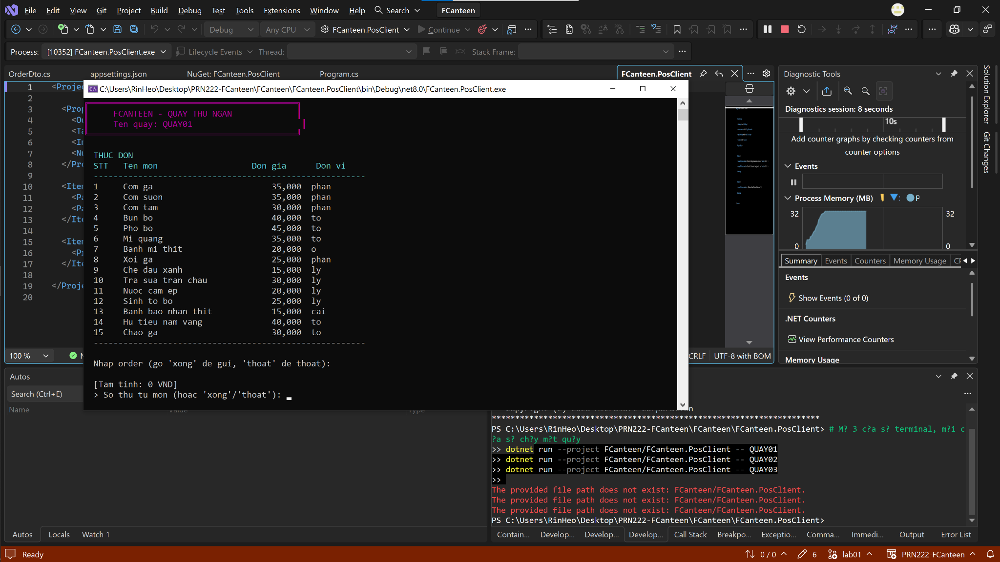 File Edit View Git Project Build Debug Test Tools Extensions Window Help Search FCanteen
Debug Any CPU FCanteen.PosClient Continue
Process: [10352] FCanteen.PosClient.exe Lifecycle Events Thread: Stack Frame:
OrderDto.cs appsettings.json NuGet: FCanteen.PosClient Program.cs FCanteen.PosClient
C:\Users\RinHeo\Desktop\PRN222-FCanteen\FCanteen\FCanteen.PosClient\bin\Debug\net8.0\FCanteen.PosClient.exe
FCANTEEN - QUAY THU NGAN
Ten quay: QUAY01
THUC DON
STT Ten mon Don gia Don vi
-------------------------------------------------------
1 Com ga 35,000 phan
2 Com suon 35,000 phan
3 Com tam 30,000 phan
4 Bun bo 40,000 to
5 Pho bo 45,000 to
6 Mi quang 35,000 to
7 Banh mi thit 20,000 o
8 Xoi ga 25,000 phan
9 Che dau xanh 15,000 ly
10 Tra sua tran chau 30,000 ly
11 Nuoc cam ep 20,000 ly
12 Sinh to bo 25,000 ly
13 Banh bao nhan thit 15,000 cai
14 Hu tieu nam vang 40,000 to
15 Chao ga 30,000 to
-------------------------------------------------------
Nhap order (go 'xong' de gui, 'thoat' de thoat):
[Tam tinh: 0 VND]
> So thu tu mon (hoac 'xong'/'thoat'):
1 <Proje
2
3 <Pro
4 <O
5 <Ta
6 <I
7 <Nu
8 </Pr
9
10 <Ite
11 <Pa
12 <Pa
13 </Ite
14
15 <Ite
16 <P
17 </Ite
18
19 </Proje
20
100 %
CRLF UTF-8 with BOM
Diagnostic Tools
Diagnostics session: 8 seconds
10s
Add counter graphs by checking counters from
counter options
Events
Process Memory (MB) P
32 32
0 0
Summary Events Counters Memory Usage
Events
Show Events (0 of 0)
.NET Counters
View Performance Counters
Memory Usage
Solution Explorer
Git Changes
Autos
Search (Ctrl+E)
Name Value Type
Autos Locals Watch 1
**********************************************************************
PS C:\Users\RinHeo\Desktop\PRN222-FCanteen\FCanteen\FCanteen.PosClient> # M? 3 c?a s? terminal, m?i c
?a s? ch?y m?t qu?y
>> dotnet run --project FCanteen/FCanteen.PosClient -- QUAY01
>> dotnet run --project FCanteen/FCanteen.PosClient -- QUAY02
>> dotnet run --project FCanteen/FCanteen.PosClient -- QUAY03
>>
The provided file path does not exist: FCanteen/FCanteen.PosClient.
The provided file path does not exist: FCanteen/FCanteen.PosClient.
The provided file path does not exist: FCanteen/FCanteen.PosClient.
PS C:\Users\RinHeo\Desktop\PRN222-FCanteen\FCanteen\FCanteen.PosClient>
Contain... Develop... Develop... Develop... Call Stack Breakpo... Exceptio... Comma... Immedi... Output Error List
Ready 0 / 0 6 lab01 PRN222-FCanteen